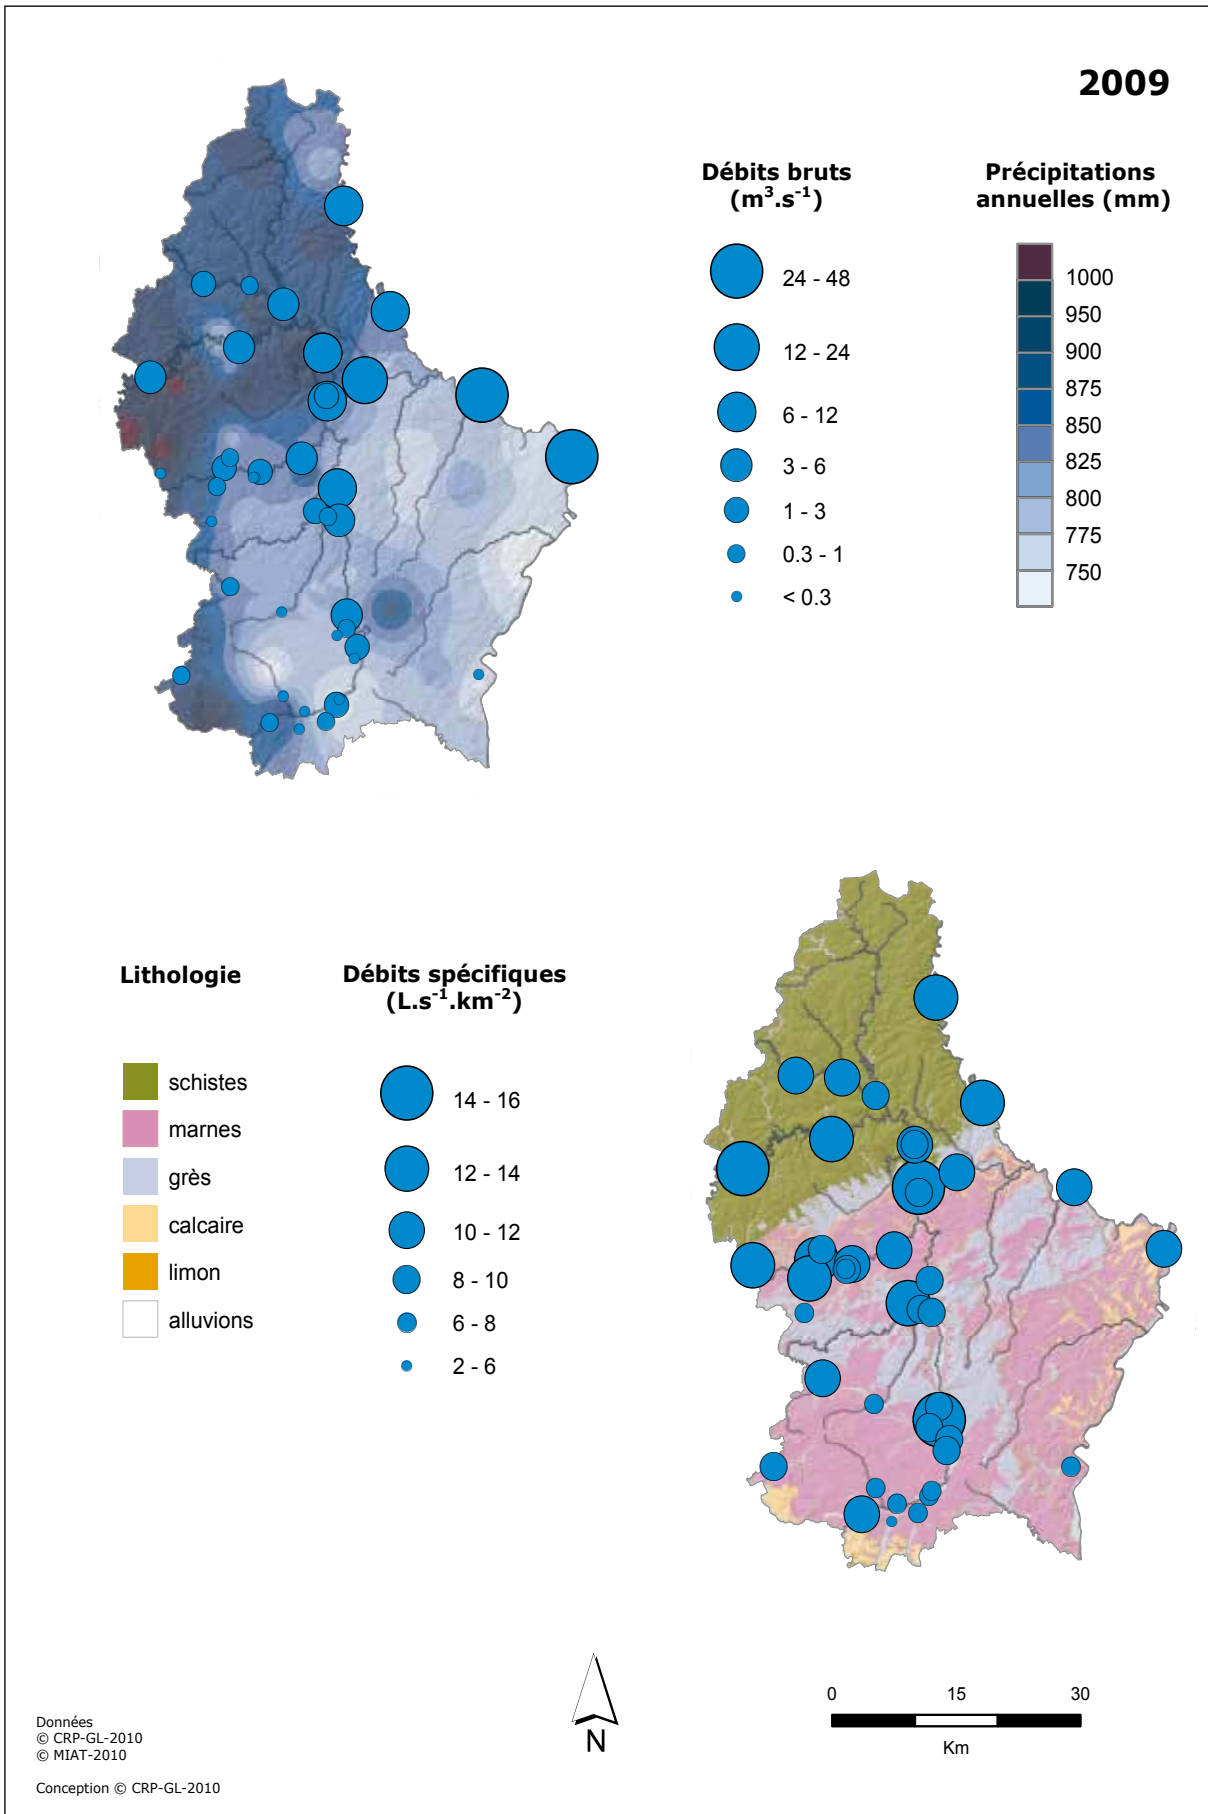 2009
Débits bruts
(m³.s⁻¹)
24 - 48
12 - 24
6 - 12
3 - 6
1 - 3
0.3 - 1
< 0.3
Précipitations
annuelles (mm)
1000
950
900
875
850
825
800
775
750
Lithologie
schistes
marnes
grès
calcaire
limon
alluvions
Débits spécifiques
(L.s⁻¹.km⁻²)
14 - 16
12 - 14
10 - 12
8 - 10
6 - 8
2 - 6
N
0 15 30
Km
Données
© CRP-GL-2010
© MIAT-2010
Conception © CRP-GL-2010